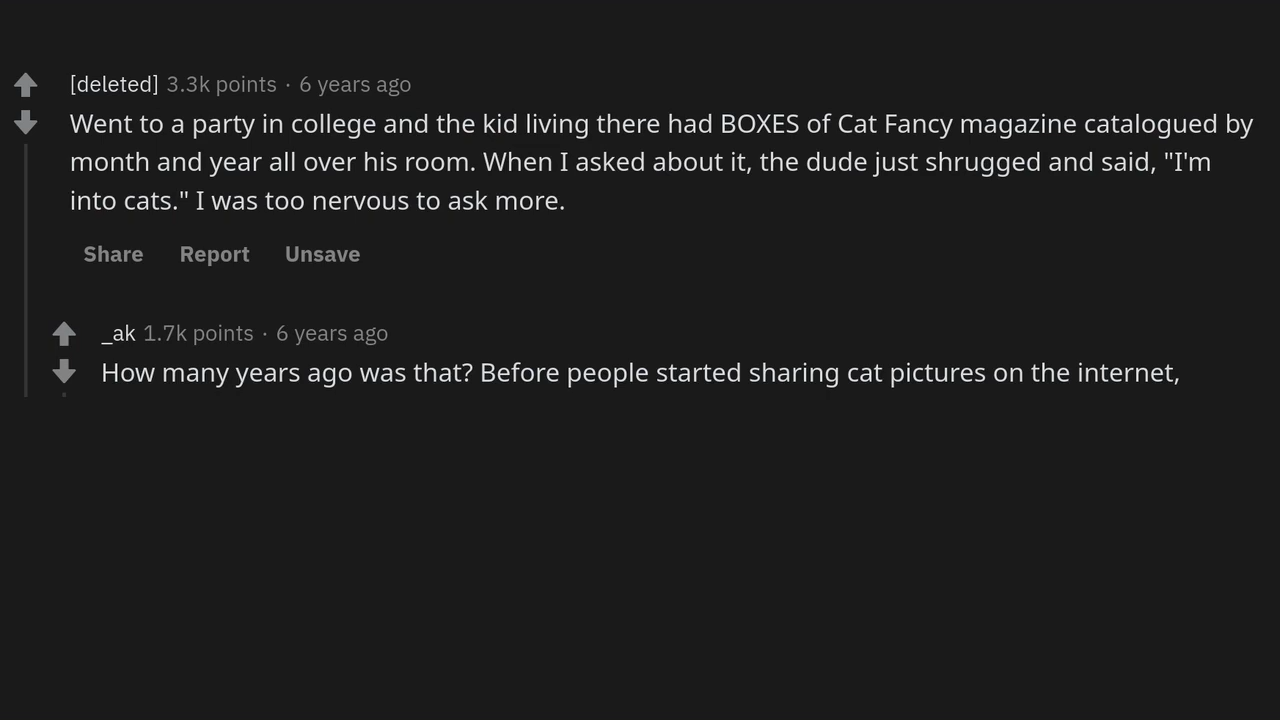 [deleted] 3.3k points · 6 years ago
Went to a party in college and the kid living there had BOXES of Cat Fancy magazine catalogued by
month and year all over his room. When I asked about it, the dude just shrugged and said, "I'm
into cats." I was too nervous to ask more.
Share Report Unsave
_ak 1.7k points · 6 years ago
How many years ago was that? Before people started sharing cat pictures on the internet,